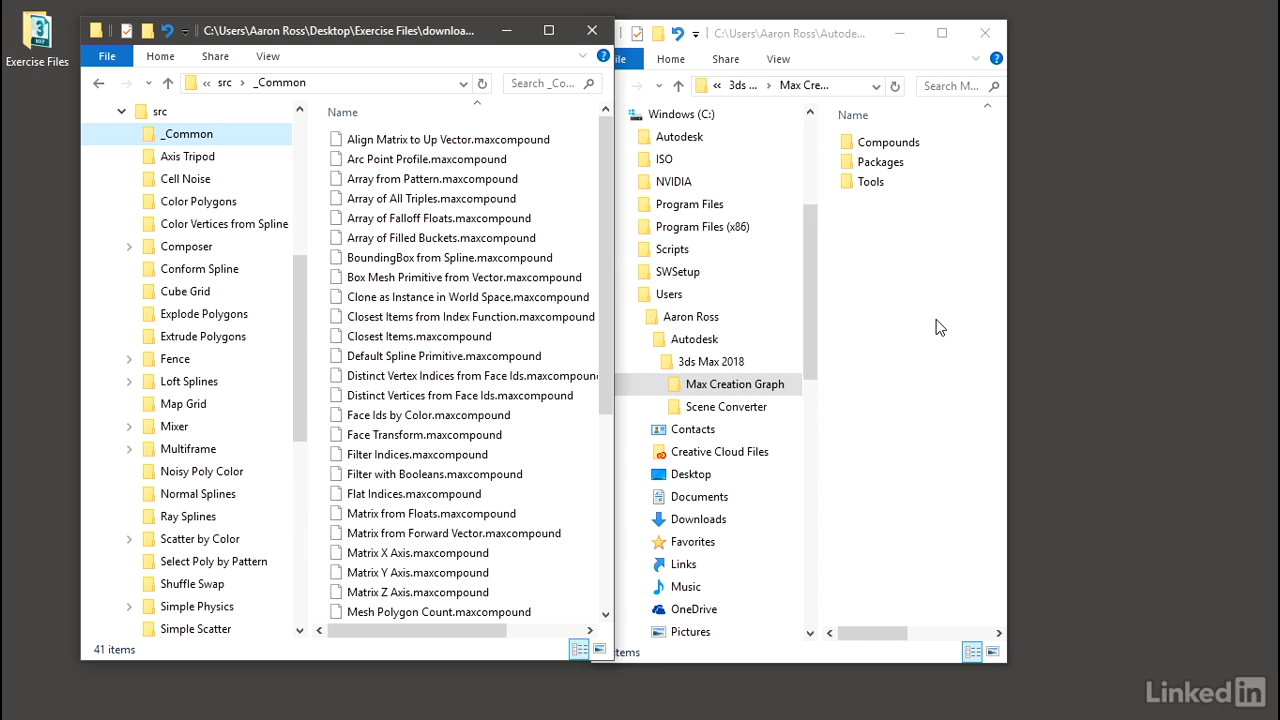 Exercise Files
C:\Users\Aaron Ross\Desktop\Exercise Files\downloa...
File
Home
Share
View
src
_Common
Search _Co...
src
_Common
Axis Tripod
Cell Noise
Color Polygons
Color Vertices from Spline
Composer
Conform Spline
Cube Grid
Explode Polygons
Extrude Polygons
Fence
Loft Splines
Map Grid
Mixer
Multiframe
Noisy Poly Color
Normal Splines
Ray Splines
Scatter by Color
Select Poly by Pattern
Shuffle Swap
Simple Physics
Simple Scatter
Name
Align Matrix to Up Vector.maxcompound
Arc Point Profile.maxcompound
Array from Pattern.maxcompound
Array of All Triples.maxcompound
Array of Falloff Floats.maxcompound
Array of Filled Buckets.maxcompound
BoundingBox from Spline.maxcompound
Box Mesh Primitive from Vector.maxcompound
Clone as Instance in World Space.maxcompound
Closest Items from Index Function.maxcompound
Closest Items.maxcompound
Default Spline Primitive.maxcompound
Distinct Vertex Indices from Face Ids.maxcompoun
Distinct Vertices from Face Ids.maxcompound
Face Ids by Color.maxcompound
Face Transform.maxcompound
Filter Indices.maxcompound
Filter with Booleans.maxcompound
Flat Indices.maxcompound
Matrix from Floats.maxcompound
Matrix from Forward Vector.maxcompound
Matrix X Axis.maxcompound
Matrix Y Axis.maxcompound
Matrix Z Axis.maxcompound
Mesh Polygon Count.maxcompound
41 items
C:\Users\Aaron Ross\Autode...
ile
Home
Share
View
3ds ...
Max Cre...
Search M...
Windows (C:)
Autodesk
ISO
NVIDIA
Program Files
Program Files (x86)
Scripts
SWSetup
Users
Aaron Ross
Autodesk
3ds Max 2018
Max Creation Graph
Scene Converter
Contacts
Creative Cloud Files
Desktop
Documents
Downloads
Favorites
Links
Music
OneDrive
Pictures
Name
Compounds
Packages
Tools
tems
Linked in